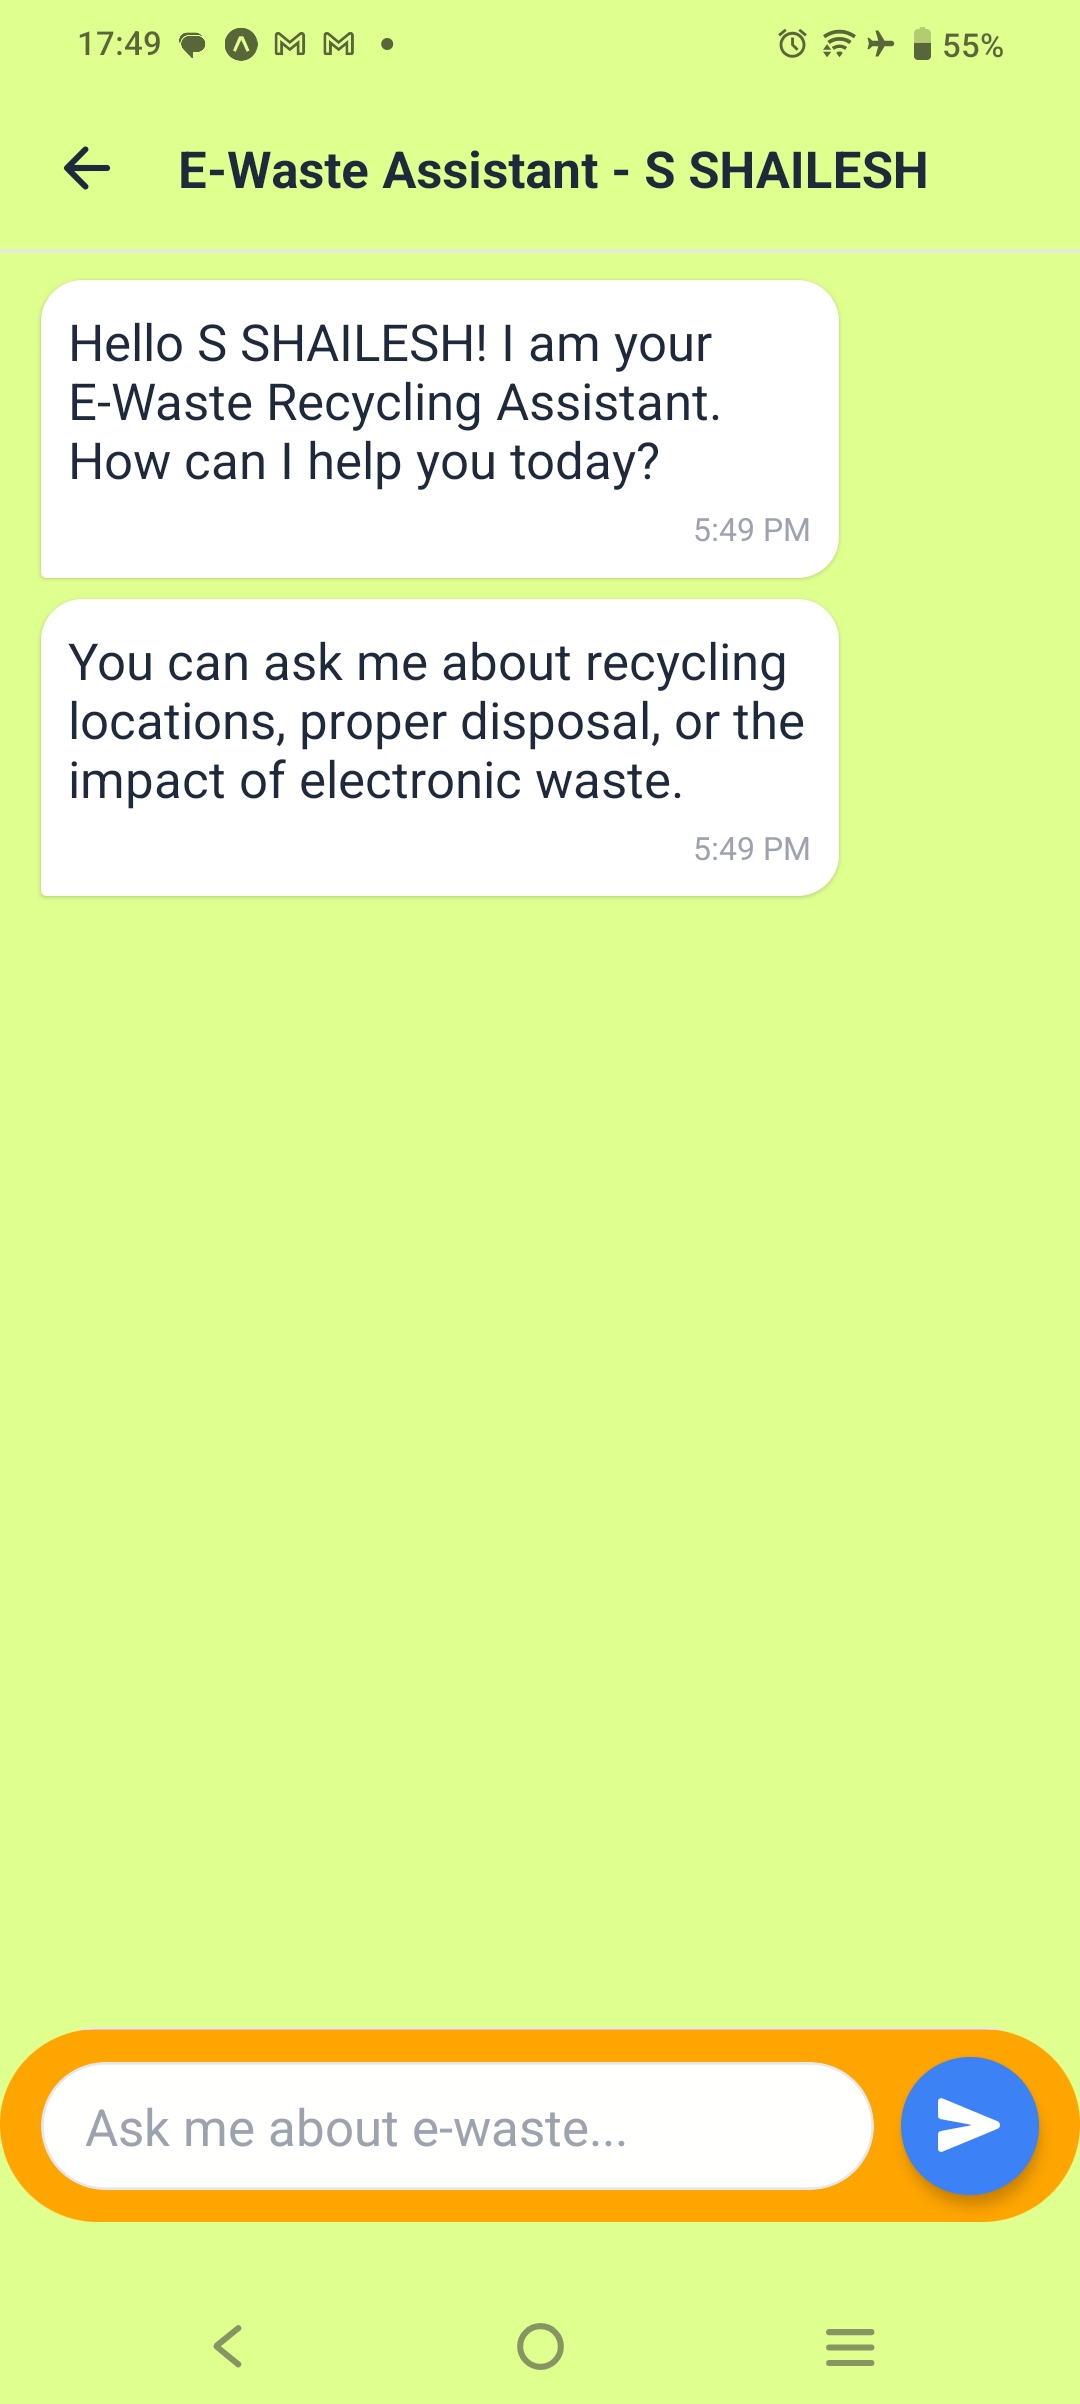 17:49
55%
E-Waste Assistant - S SHAILESH
Hello S SHAILESH! I am your
E-Waste Recycling Assistant.
How can I help you today?
5:49 PM
You can ask me about recycling
locations, proper disposal, or the
impact of electronic waste.
5:49 PM
Ask me about e-waste...